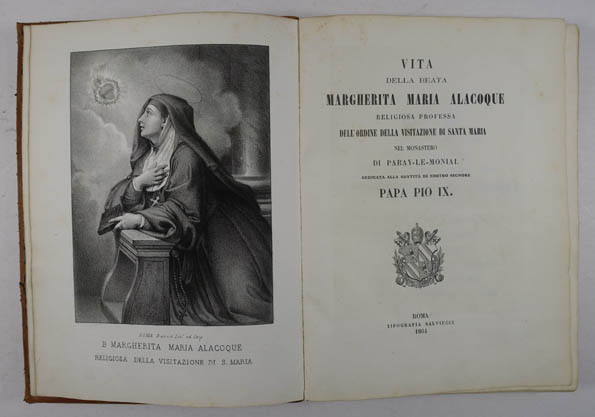 B MARGHERITA MARIA ALACOQUE
RELIGIOSA DELLA VISITAZIONE DI S. MARIA
VITA
DELLA BEATA
MARGHERITA MARIA ALACOQUE
RELIGIOSA PROFESSA
DELL'ORDINE DELLA VISITAZIONE DI SANTA MARIA
NEL MONASTERO
DI PARAY-LE-MONIAL
DEDICATA ALLA SANTITÀ DI NOSTRO SIGNORE
PAPA PIO IX.
ROMA
TIPOGRAFIA SALVIUCCI
1864